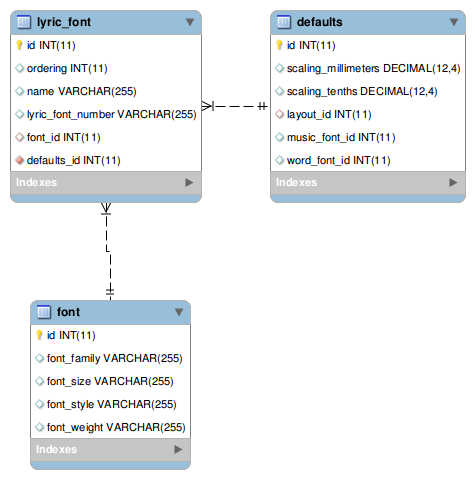 lyric_font
id INT(11)
ordering INT(11)
name VARCHAR(255)
lyric_font_number VARCHAR(255)
font_id INT(11)
defaults_id INT(11)
Indexes
defaults
id INT(11)
scaling_millimeters DECIMAL(12,4)
scaling_tenths DECIMAL(12,4)
layout_id INT(11)
music_font_id INT(11)
word_font_id INT(11)
Indexes
font
id INT(11)
font_family VARCHAR(255)
font_size VARCHAR(255)
font_style VARCHAR(255)
font_weight VARCHAR(255)
Indexes